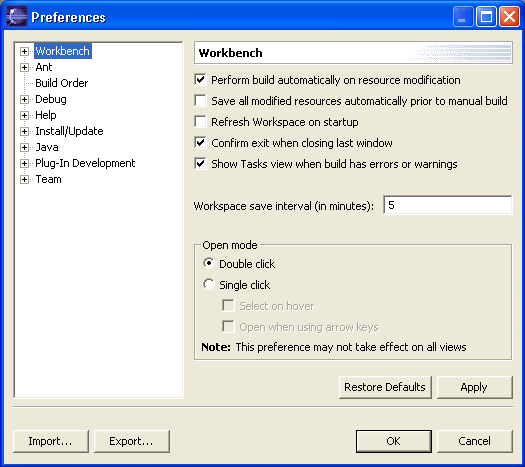 Preferences
Workbench
Ant
Build Order
Debug
Help
Install/Update
Java
Plug-In Development
Team
Workbench
Perform build automatically on resource modification
Save all modified resources automatically prior to manual build
Refresh Workspace on startup
Confirm exit when closing last window
Show Tasks view when build has errors or warnings
Workspace save interval (in minutes): 5
Open mode
Double click
Single click
Select on hover
Open when using arrow keys
Note: This preference may not take effect on all views
Restore Defaults Apply
Import... Export... OK Cancel